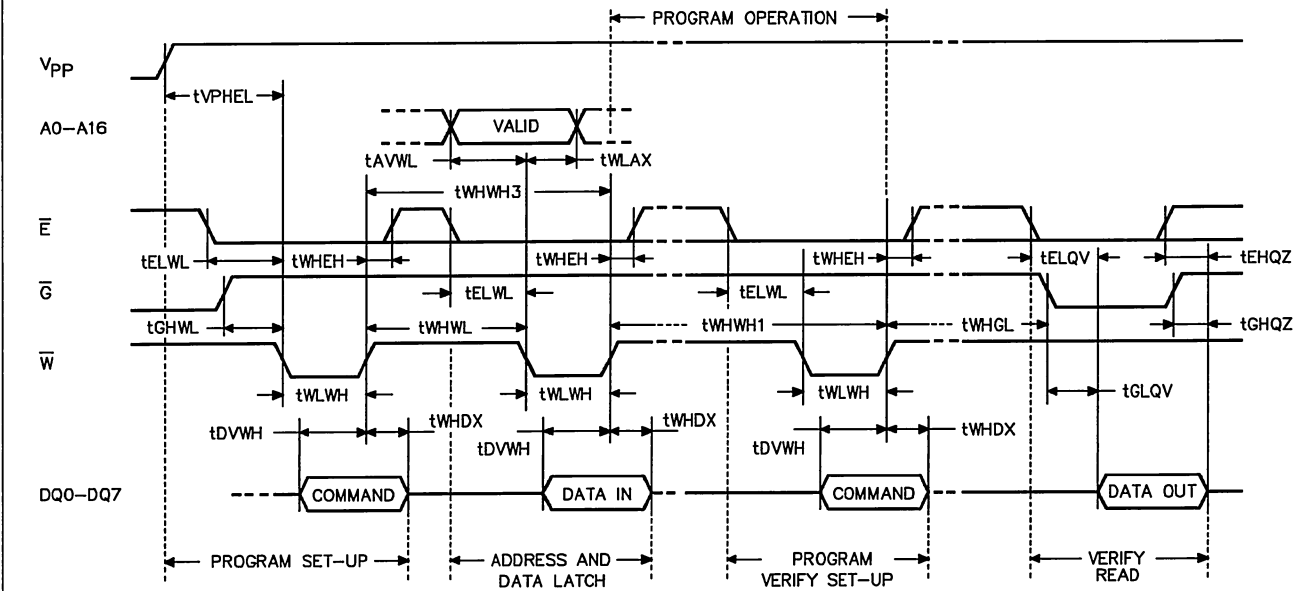 PROGRAM OPERATION
VPP
tVPHEL
A0-A16
VALID
tAVWL
tWLAX
tWHWH3
E
tELWL
tWHEH
tWHEH
tWHEH
tELQV
tEHQZ
G
tELWL
tELWL
tGHWL
tWHWL
tWHWH1
tWHGL
tGHQZ
W
tWLWH
tWLWH
tWLWH
tGLQV
tDVWH
tWHDX
tDVWH
tWHDX
tDVWH
tWHDX
DQ0-DQ7
COMMAND
DATA IN
COMMAND
DATA OUT
PROGRAM SET-UP
ADDRESS AND
DATA LATCH
PROGRAM
VERIFY SET-UP
VERIFY
READ